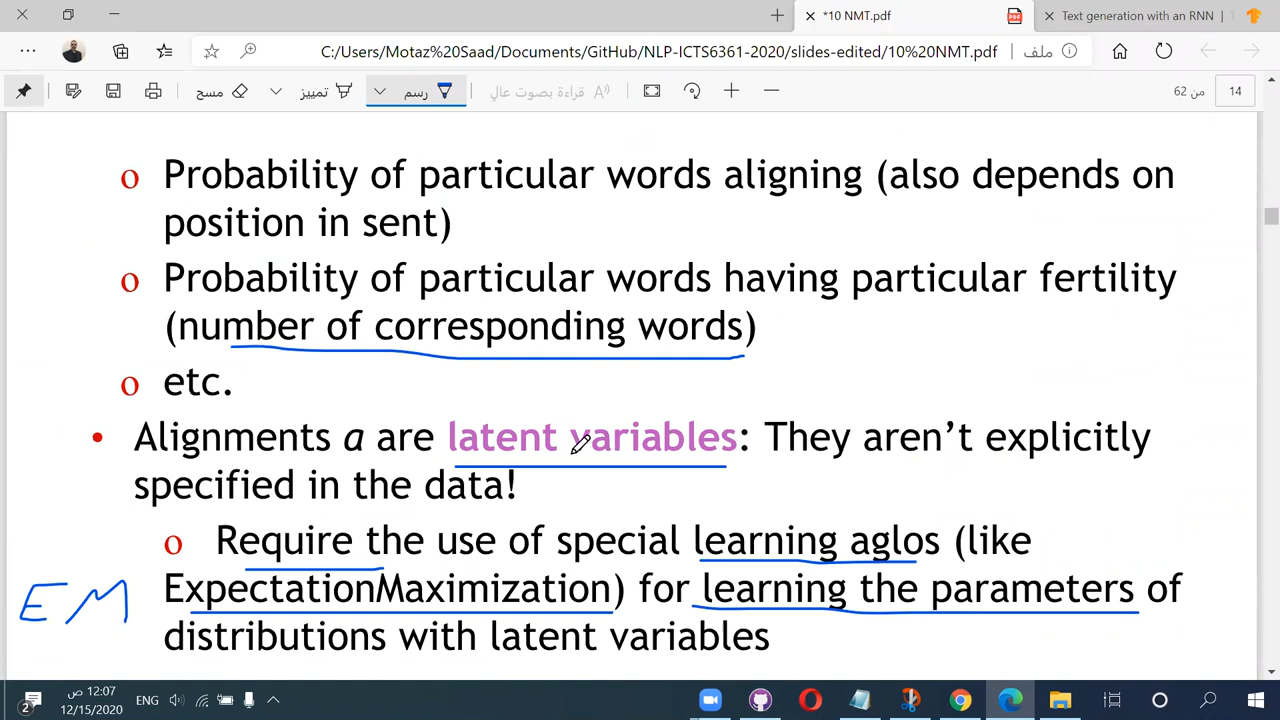 *10 NMT.pdf
Text generation with an RNN
C:/Users/Motaz%20Saad/Documents/GitHub/NLP-ICTS6361-2020/slides-edited/10%20NMT.pdf
ملف
مسح
تمييز
رسم
قراءة بصوت عالٍ
من 62
14
o Probability of particular words aligning (also depends on
position in sent)
o Probability of particular words having particular fertility
(number of corresponding words)
o etc.
• Alignments a are latent variables: They aren't explicitly
specified in the data!
o Require the use of special learning aglos (like
EM
ExpectationMaximization) for learning the parameters of
distributions with latent variables
2
12:07 ص
12/15/2020
ENG